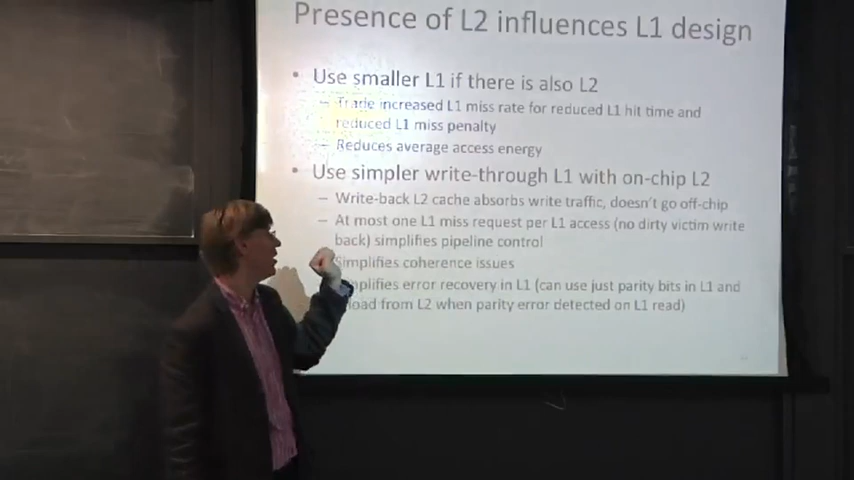 Presence of L2 influences L1 design
• Use smaller L1 if there is also L2
– Trade increased L1 miss rate for reduced L1 hit time and
reduced L1 miss penalty
– Reduces average access energy
• Use simpler write-through L1 with on-chip L2
– Write-back L2 cache absorbs write traffic, doesn't go off-chip
– At most one L1 miss request per L1 access (no dirty victim write
back) simplifies pipeline control
Simplifies coherence issues
mplifies error recovery in L1 (can use just parity bits in L1 and
load from L2 when parity error detected on L1 read)